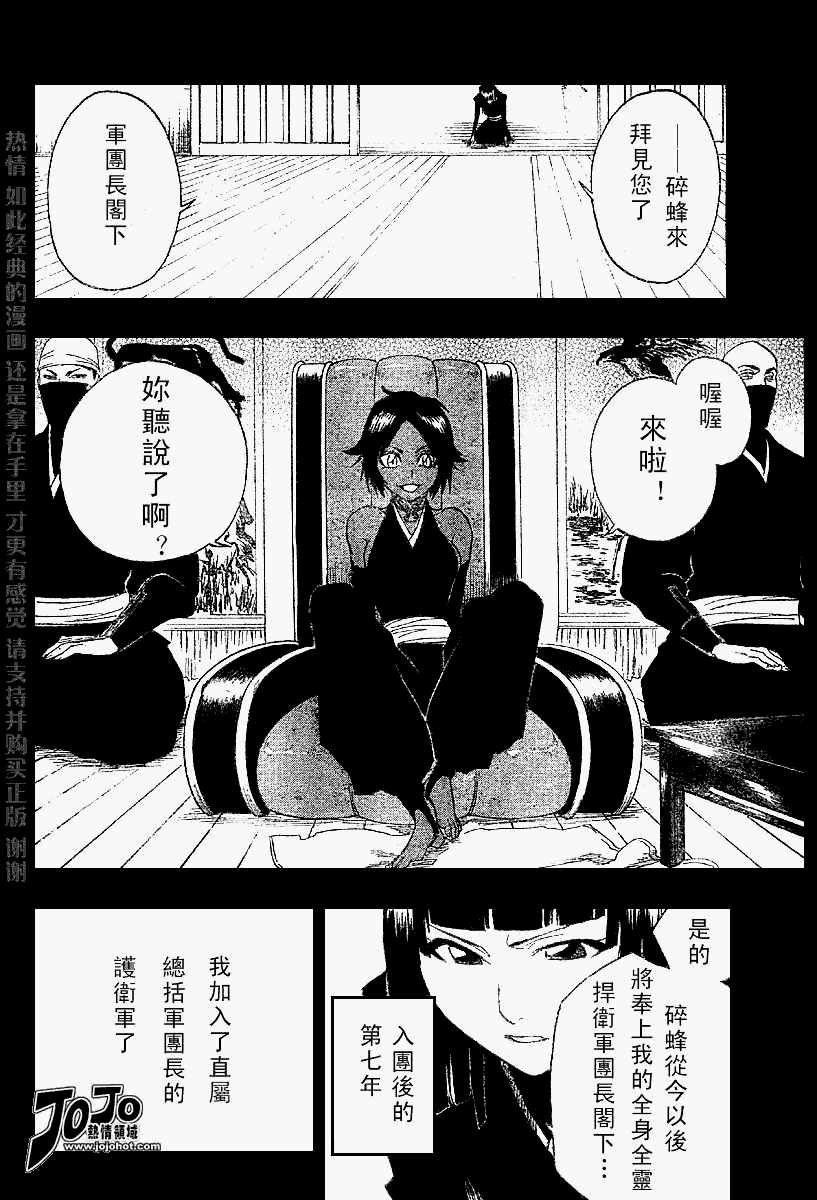 ──碎蜂來
拜見您了
軍團長閣下
喔喔
來啦！
妳聽說了啊？
是的
碎蜂從今以後
將奉上我的全身全靈
捍衛軍團長閣下…
入團後的
第七年
我加入了直屬
總括軍團長的
護衛軍了
热情 如此经典的漫画 还是拿在手里 才更有感觉 请支持并购买正版 谢谢
JOJO
熱情領域
www.jojohot.com